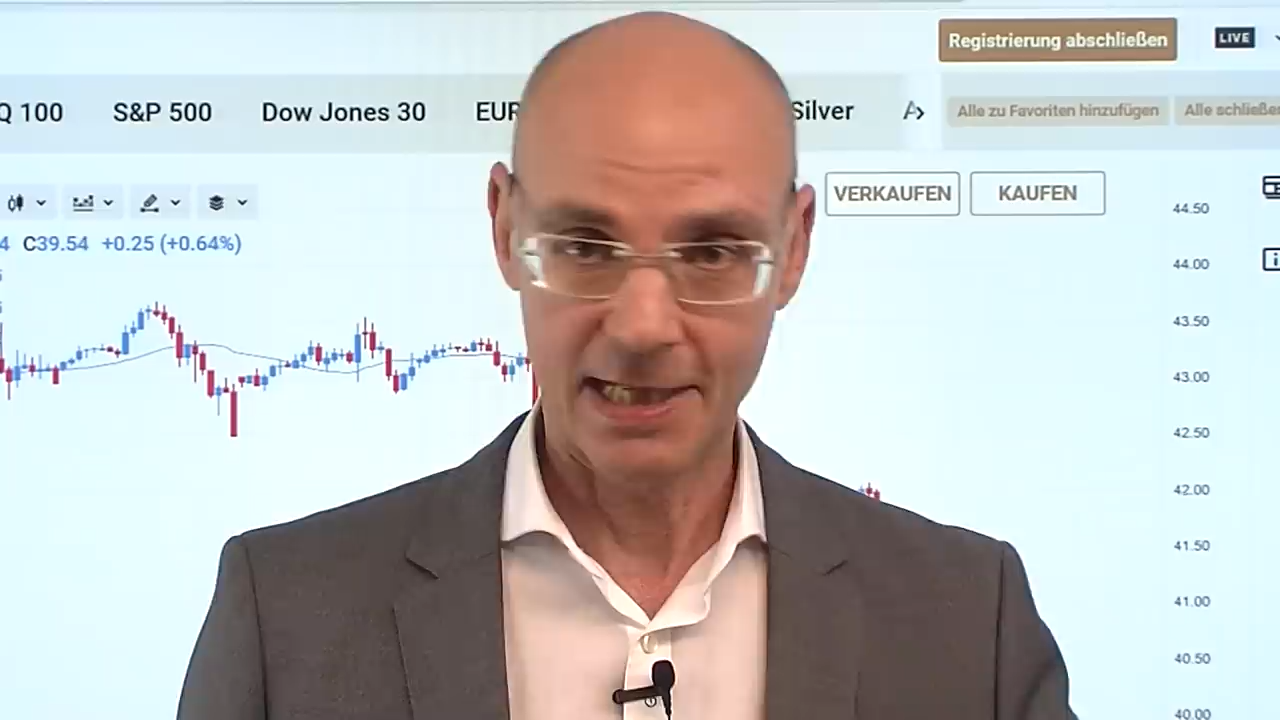 Registrierung abschließen
LIVE
Q 100 S&P 500 Dow Jones 30 EUR Silver
Alle zu Favoriten hinzufügen Alle schließen
VERKAUFEN KAUFEN
C39.54 +0.25 (+0.64%)
44.50
44.00
43.50
43.00
42.50
42.00
41.50
41.00
40.50
40.00